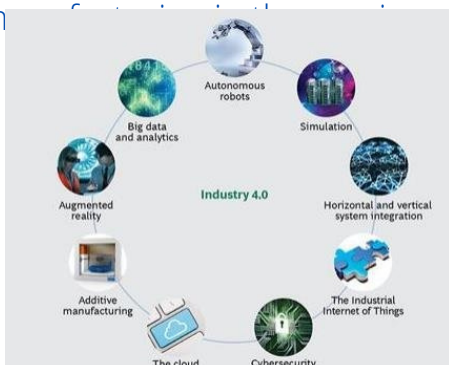 Autonomous
robots
Big data
and analytics
Simulation
Industry 4.0
Augmented
reality
Horizontal and vertical
system integration
Additive
manufacturing
The Industrial
Internet of Things
The cloud
Cybersecurity